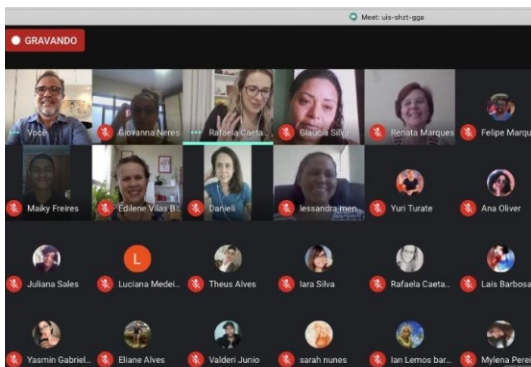 Meet: uis-shzt-gga
GRAVANDO
Você
Giovanna Neres
Rafaela Caeta...
Glaucia Silva
Renata Marques
Felipe Marqu
Maiky Freires
Edilene Vilas B...
Danieli
lessandra men
Yuri Turate
Ana Oliver
Juliana Sales
L
Luciana Medei...
Theus Alves
Iara Silva
Rafaela Caeta...
Lais Barbosa
Yasmin Gabriel...
Eliane Alves
Valderi Junio
sarah nunes
Ian Lemos bar...
Mylena Perei